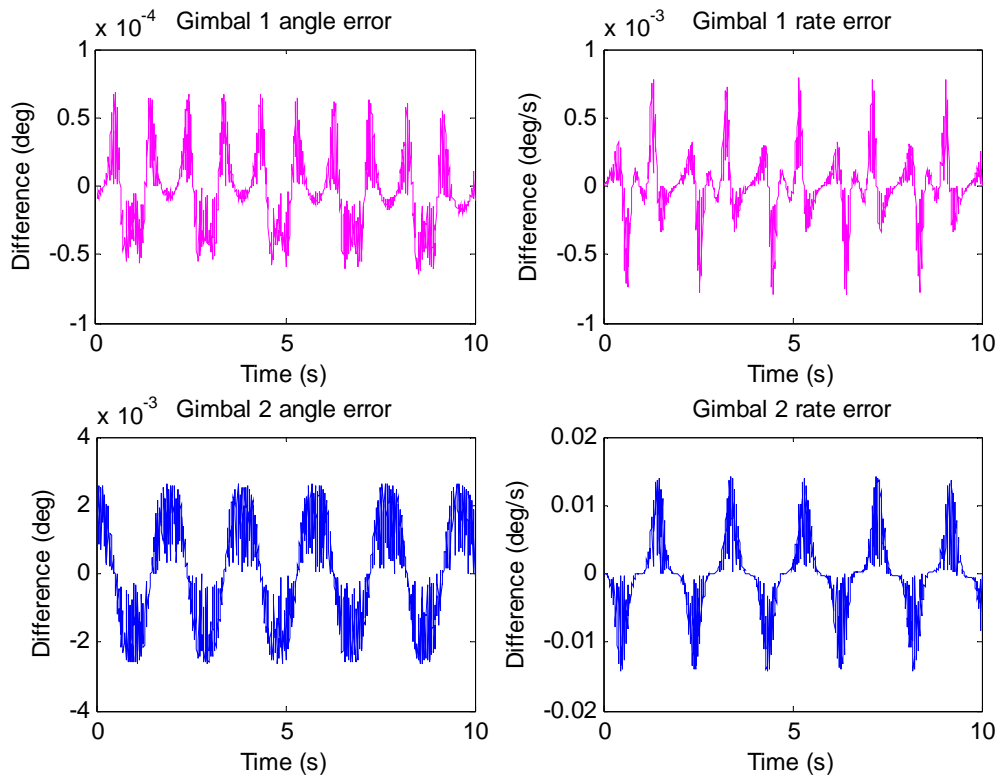 x 10-4 Gimbal 1 angle error
1
0.5
0
-0.5
-1
Difference (deg)
0 5 10
Time (s)
x 10-3 Gimbal 1 rate error
1
0.5
0
-0.5
-1
Difference (deg/s)
0 5 10
Time (s)
x 10-3 Gimbal 2 angle error
4
2
0
-2
-4
Difference (deg)
0 5 10
Time (s)
Gimbal 2 rate error
0.02
0.01
0
-0.01
-0.02
Difference (deg/s)
0 5 10
Time (s)